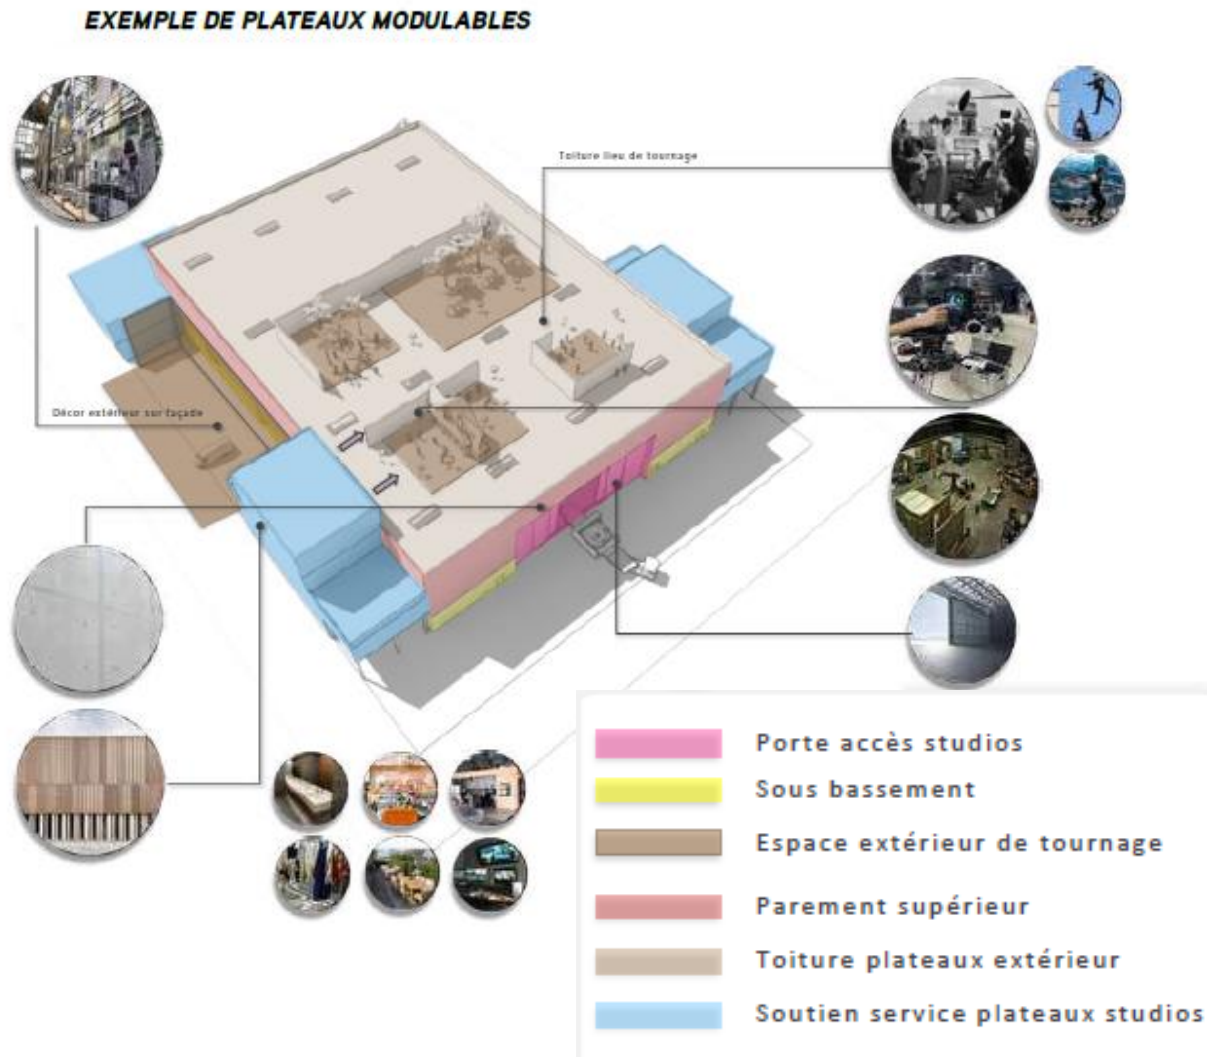 EXEMPLE DE PLATEAUX MODULABLES
Toiture lieu de tournage
Décor extérieur sur façade
Porte accès studios
Sous bassement
Espace extérieur de tournage
Parement supérieur
Toiture plateaux extérieur
Soutien service plateaux studios